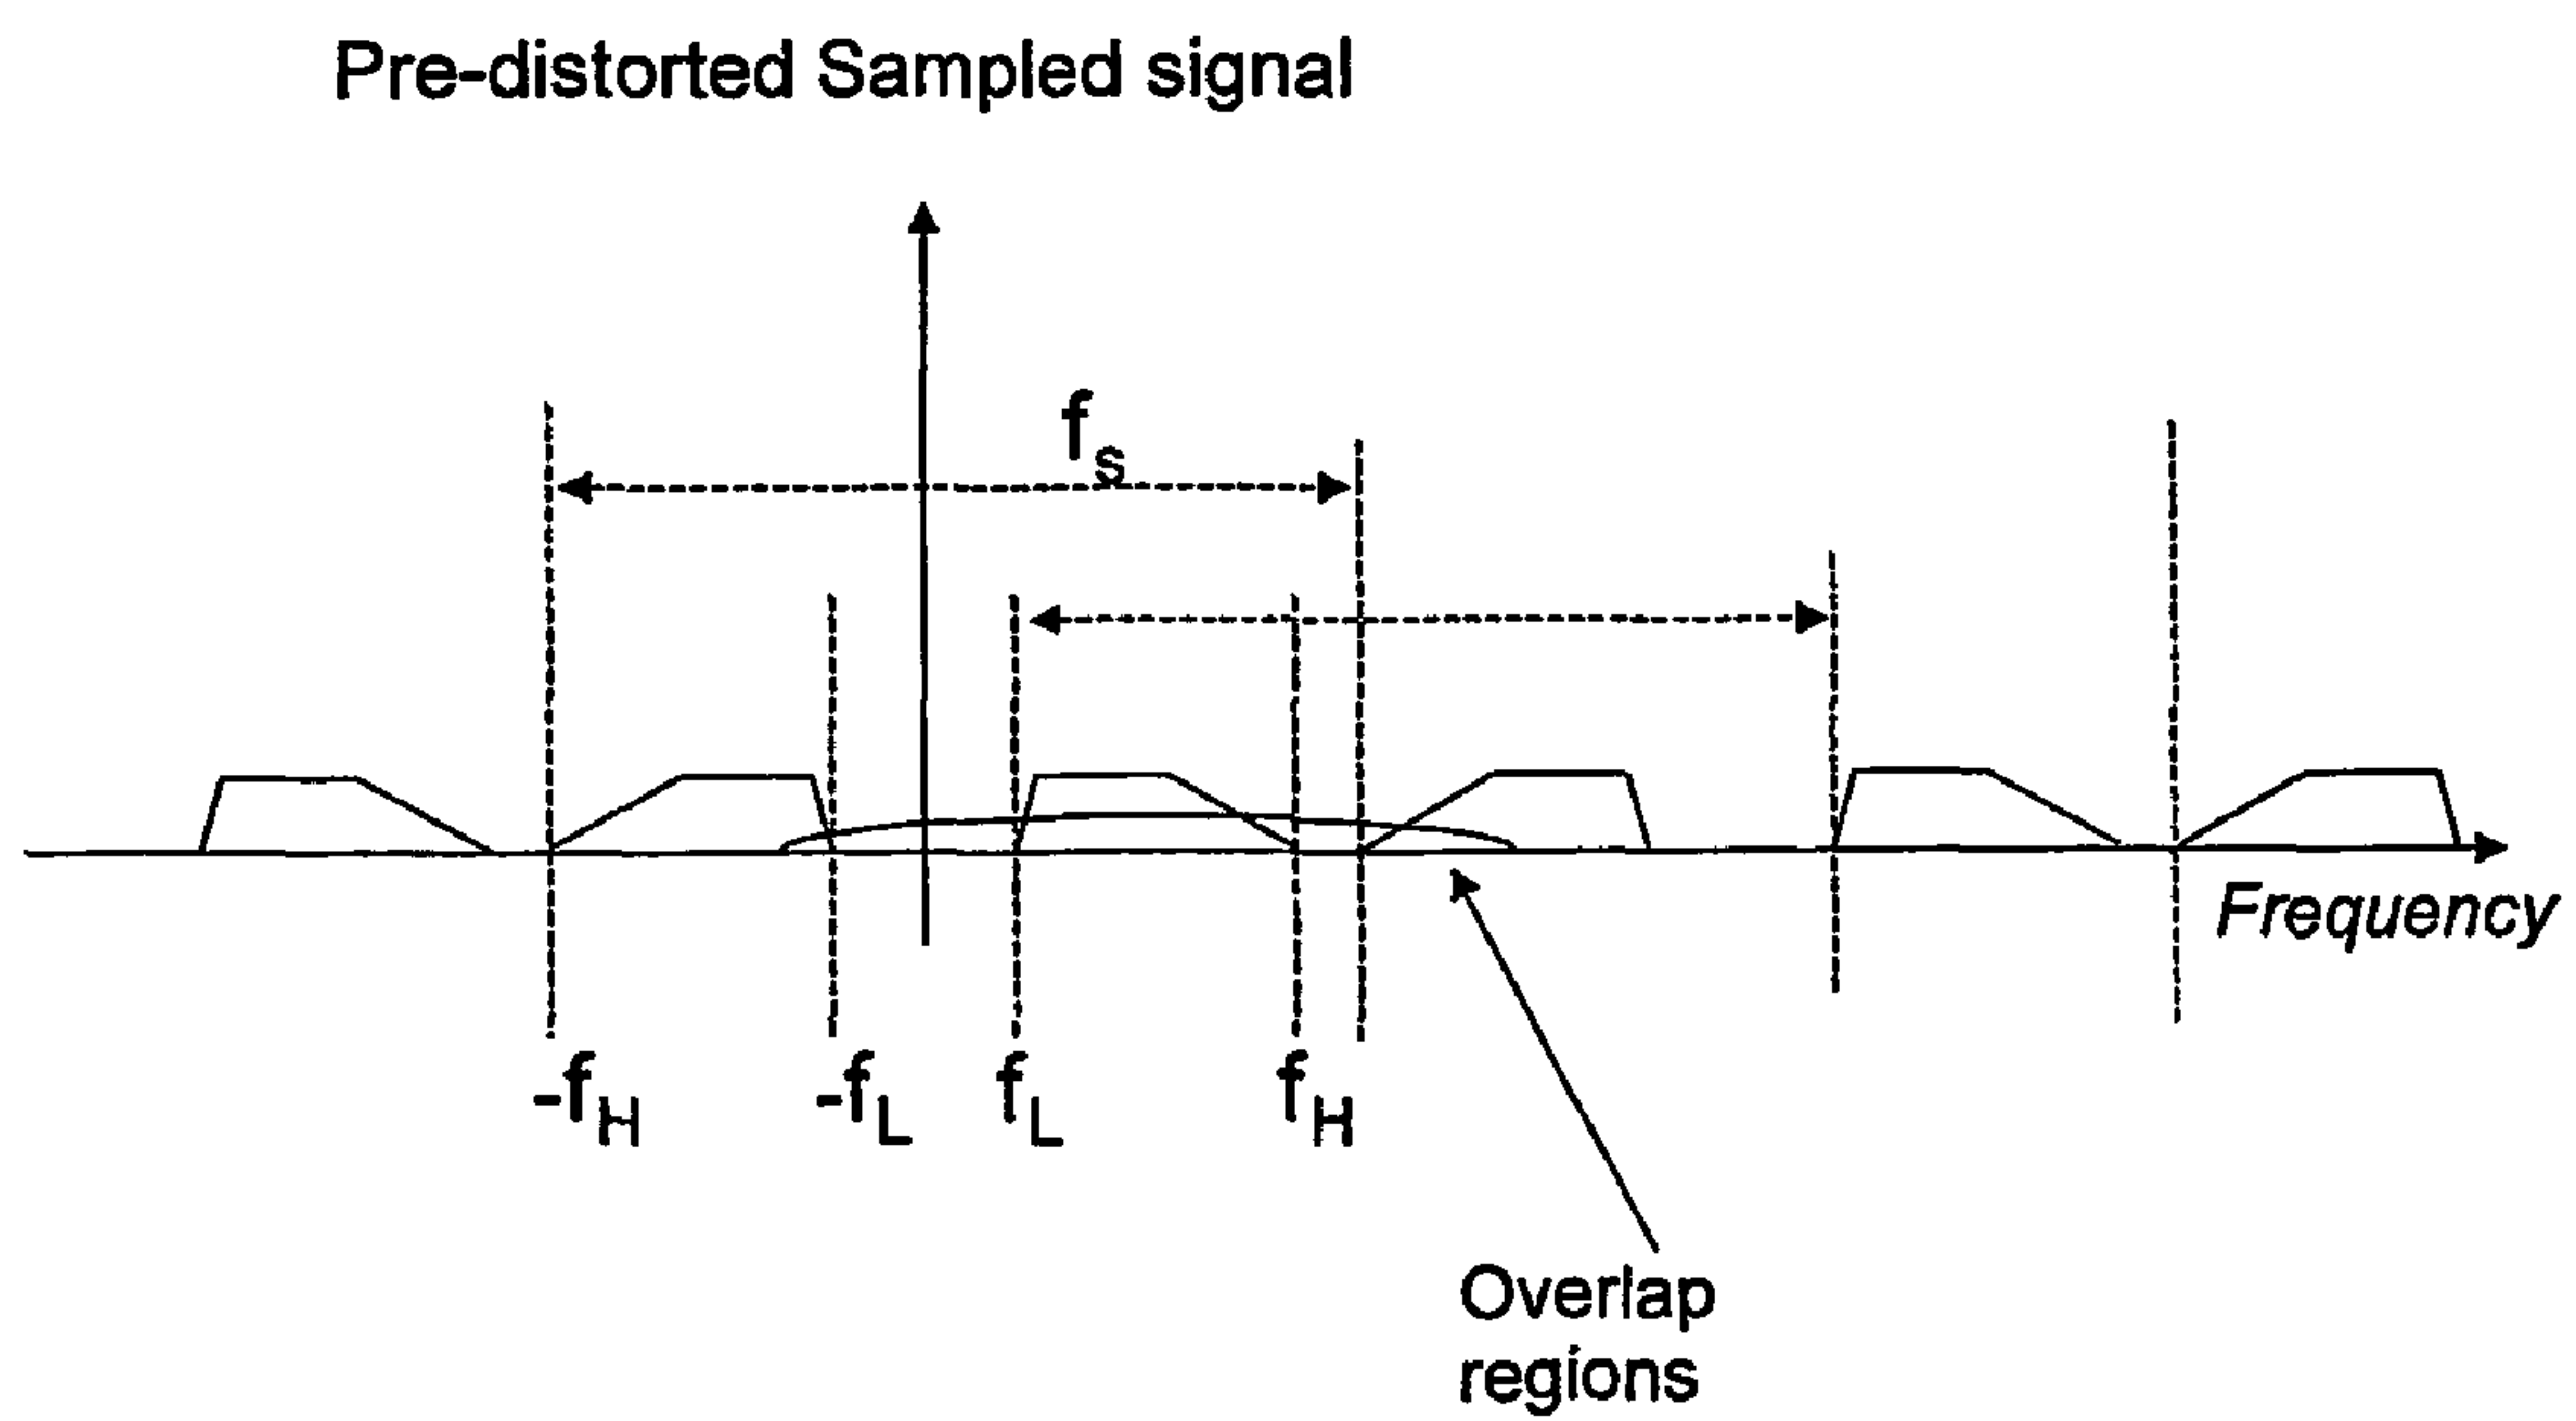 Pre-distorted Sampled signal
fs
Frequency
-fH
-fL
fL
fH
Overlap
regions